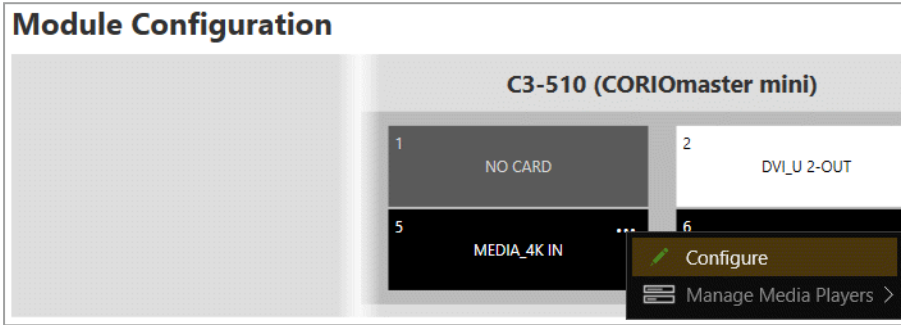 Module Configuration
C3-510 (CORIOmaster mini)
1
NO CARD
2
DVI_U 2-OUT
5
MEDIA_4K IN
...
6
Configure
Manage Media Players >